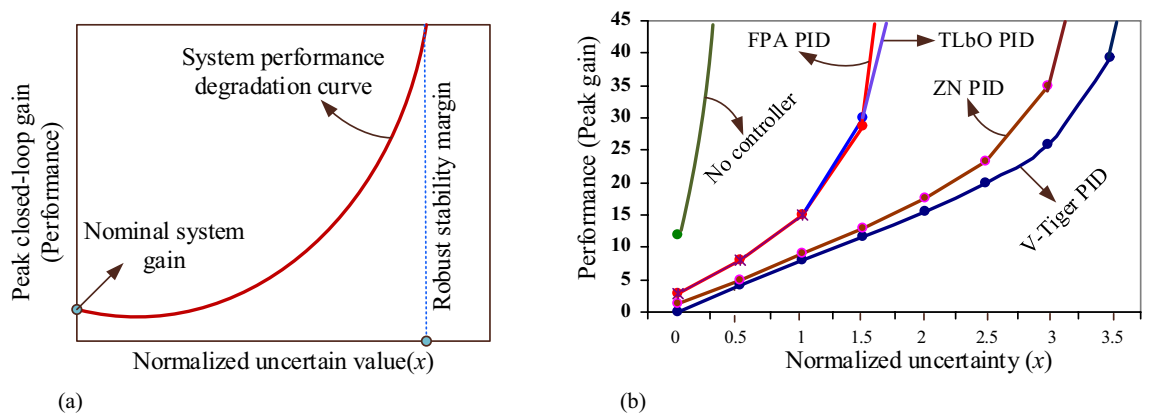 Peak closed-loop gain
(Performance)
System performance
degradation curve
Nominal system
gain
Robust stability margin
Normalized uncertain value(x)
(a)
Performance (Peak gain)
45
40
35
30
25
20
15
10
5
0
FPA PID
TLbO PID
ZN PID
No controller
V-Tiger PID
0 0.5 1 1.5 2 2.5 3 3.5
Normalized uncertainty (x)
(b)